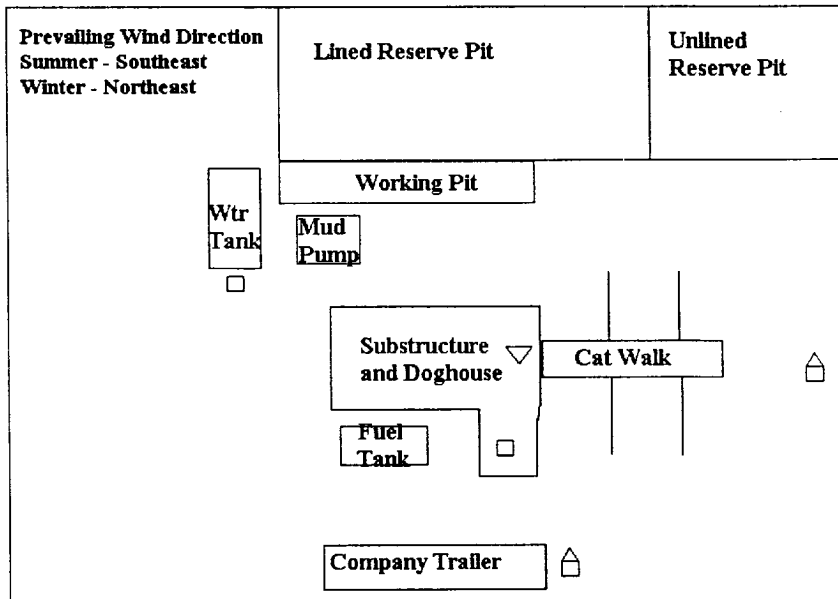 Prevailing Wind Direction
Summer - Southeast
Winter - Northeast
Lined Reserve Pit
Unlined
Reserve Pit
Working Pit
Wtr
Tank
Mud
Pump
Substructure
and Doghouse
Cat Walk
Fuel
Tank
Company Trailer